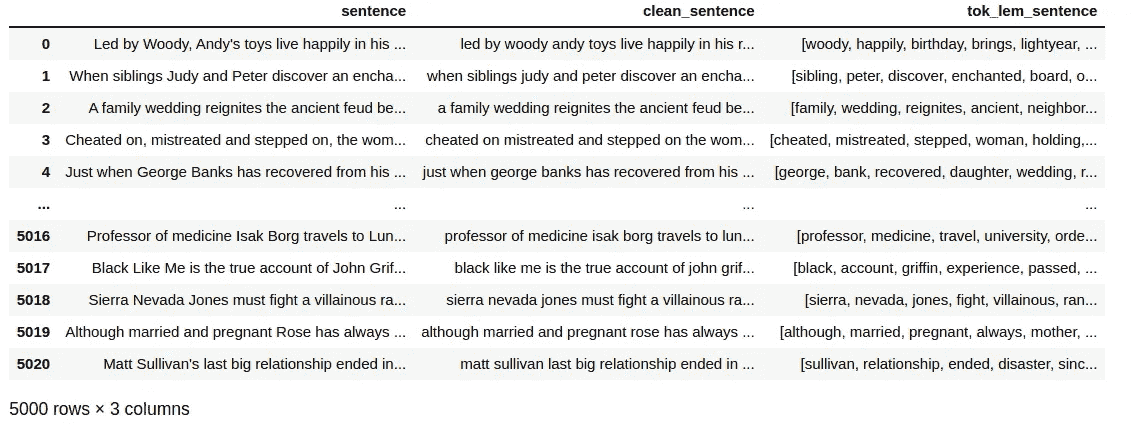 sentence clean_sentence tok_lem_sentence
0 Led by Woody, Andy's toys live happily in his ... led by woody andy toys live happily in his r... [woody, happily, birthday, brings, lightyear, ...
1 When siblings Judy and Peter discover an encha... when siblings judy and peter discover an encha... [sibling, peter, discover, enchanted, board, o...
2 A family wedding reignites the ancient feud be... a family wedding reignites the ancient feud be... [family, wedding, reignites, ancient, neighbor...
3 Cheated on, mistreated and stepped on, the wom... cheated on mistreated and stepped on the wom... [cheated, mistreated, stepped, woman, holding,...
4 Just when George Banks has recovered from his ... just when george banks has recovered from his ... [george, bank, recovered, daughter, wedding, r...
... ... ... ...
5016 Professor of medicine Isak Borg travels to Lun... professor of medicine isak borg travels to lun... [professor, medicine, travel, university, orde...
5017 Black Like Me is the true account of John Grif... black like me is the true account of john grif... [black, account, griffin, experience, passed, ...
5018 Sierra Nevada Jones must fight a villainous ra... sierra nevada jones must fight a villainous ra... [sierra, nevada, jones, fight, villainous, ran...
5019 Although married and pregnant Rose has always ... although married and pregnant rose has always ... [although, married, pregnant, always, mother, ...
5020 Matt Sullivan's last big relationship ended in... matt sullivan last big relationship ended in ... [sullivan, relationship, ended, disaster, sinc...
5000 rows × 3 columns